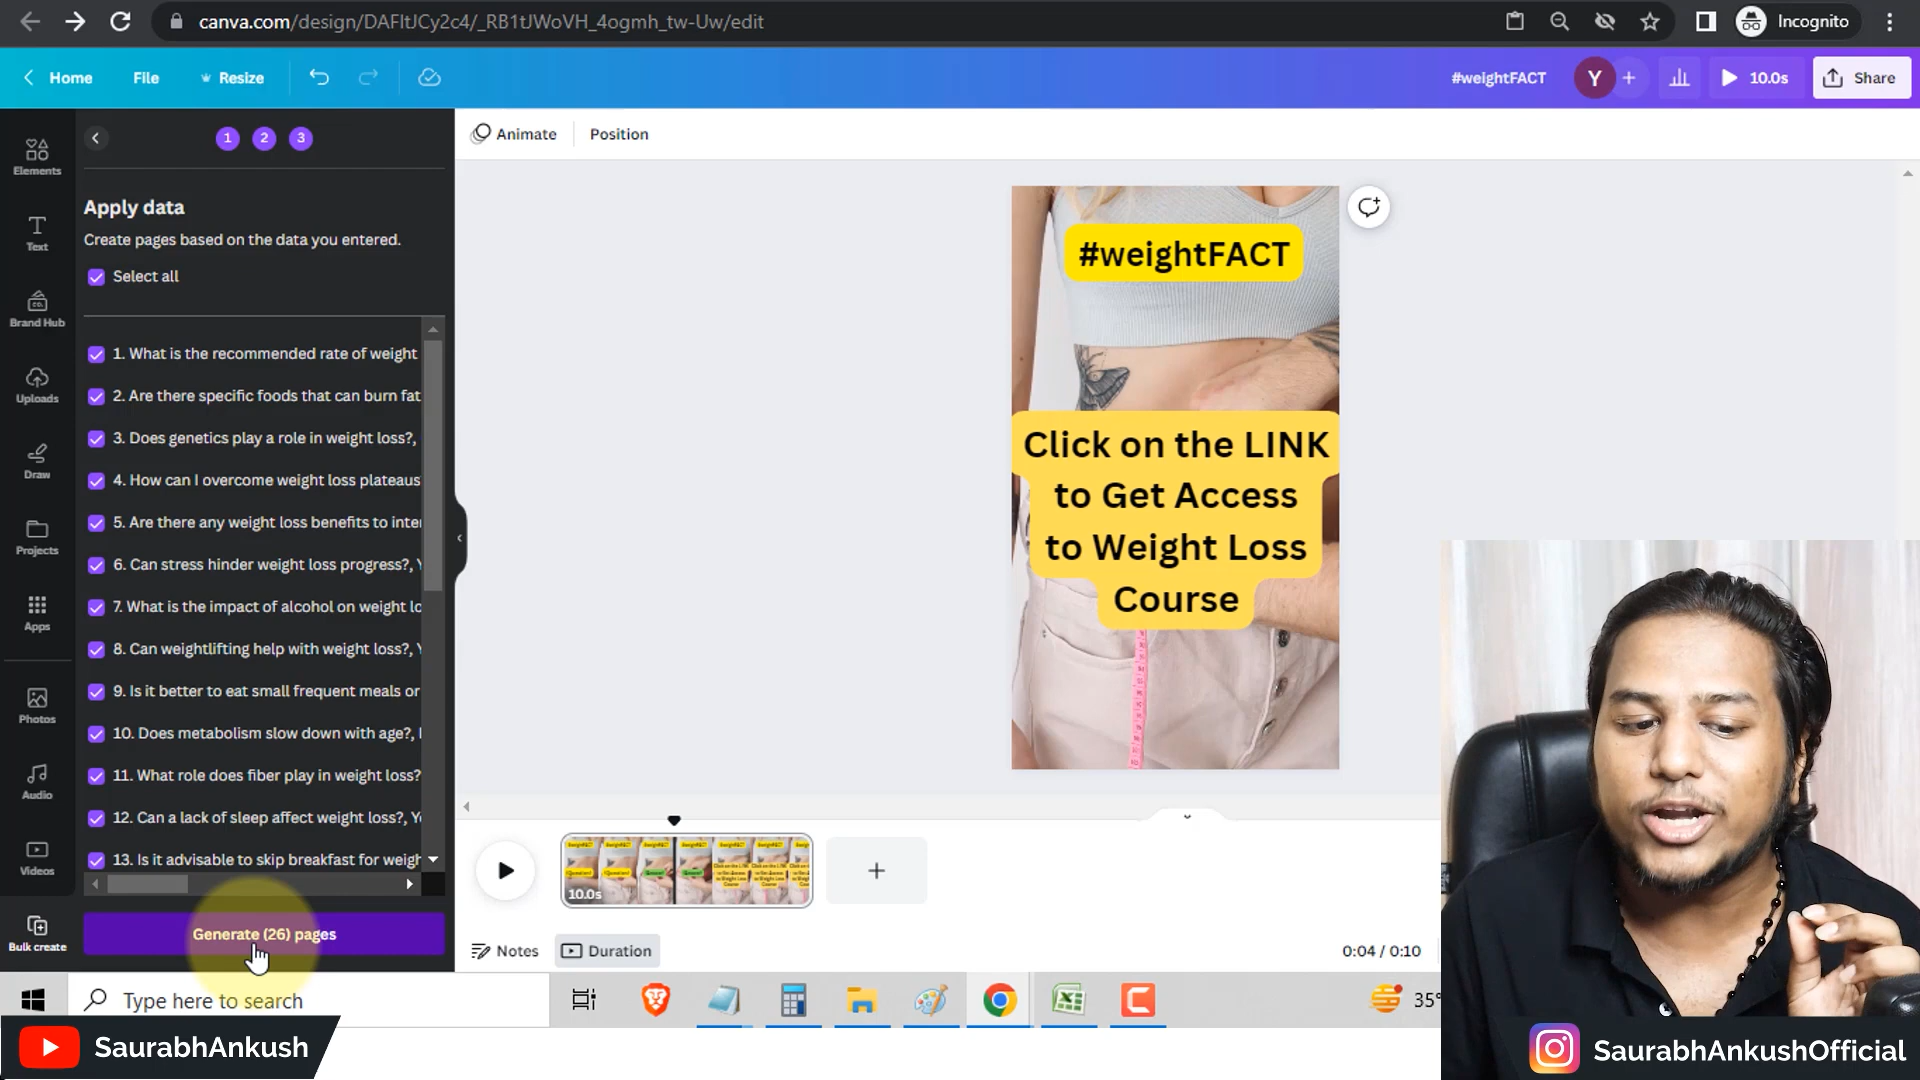 canva.com/design/DAFltJCy2c4/_RB1tJWoVH_4ogmh_tw-Uw/edit
Incognito
Home
File
Resize
#weightFACT
Y
10.0s
Share
1
2
3
Animate
Position
Elements
Text
Brand Hub
Uploads
Draw
Projects
Apps
Photos
Audio
Videos
Bulk create
Apply data
Create pages based on the data you entered.
Select all
1. What is the recommended rate of weight
2. Are there specific foods that can burn fat
3. Does genetics play a role in weight loss?,
4. How can I overcome weight loss plateaus
5. Are there any weight loss benefits to inte
6. Can stress hinder weight loss progress?, Y
7. What is the impact of alcohol on weight lo
8. Can weightlifting help with weight loss?, Y
9. Is it better to eat small frequent meals or
10. Does metabolism slow down with age?,
11. What role does fiber play in weight loss?
12. Can a lack of sleep affect weight loss?, Y
13. Is it advisable to skip breakfast for weigh
Generate (26) pages
#weightFACT
Click on the LINK
to Get Access
to Weight Loss
Course
10.0s
Notes
Duration
0:04 / 0:10
Type here to search
35°
SaurabhAnkush
SaurabhAnkushOfficial